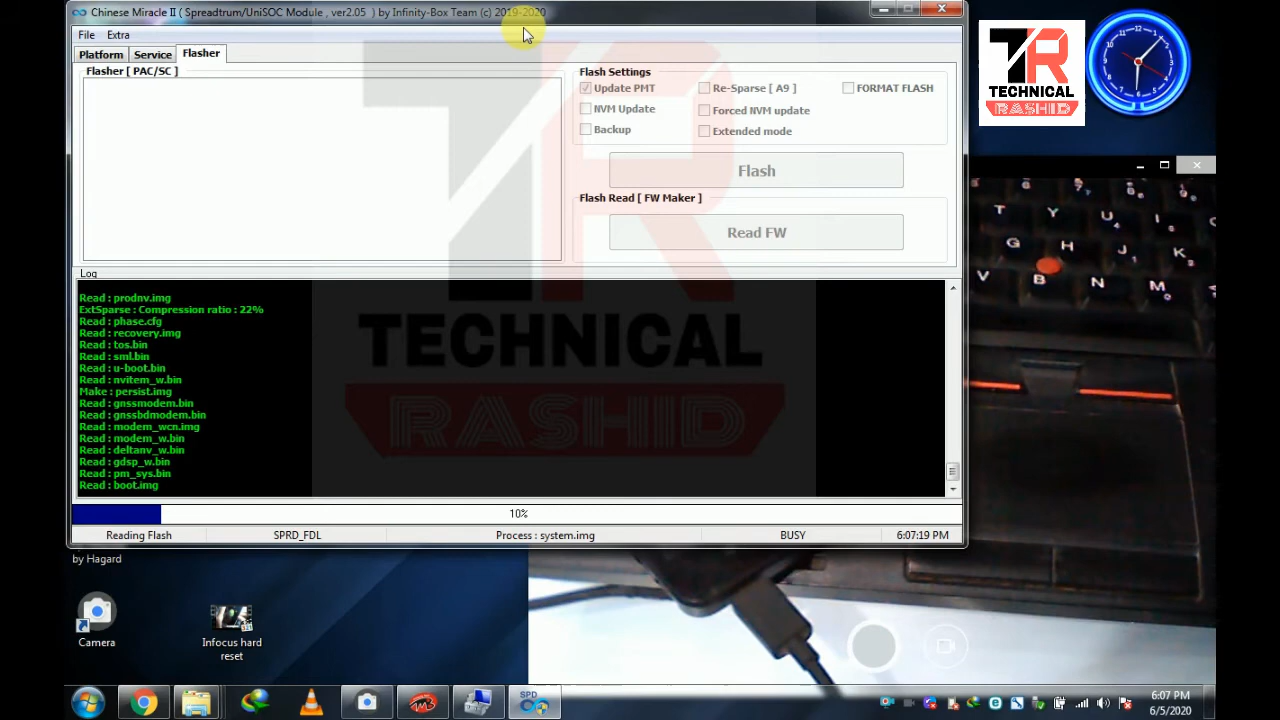 Chinese Miracle II ( Spreadtrum/UniSOC Module , ver2.05 ) by Infinity-Box Team (c) 2019-2020
File Extra
Platform Service Flasher
Flasher [ PAC/SC ]
Flash Settings
Update PMT Re-Sparse [ A9 ] FORMAT FLASH
NVM Update Forced NVM update
Backup Extended mode
Flash
Flash Read [ FW Maker ]
Read FW
Log
Read : prodnv.img
ExtSparse : Compression ratio : 22%
Read : phase.cfg
Read : recovery.img
Read : tos.bin
Read : sml.bin
Read : u-boot.bin
Read : nvitem_w.bin
Make : persist.img
Read : gnssmodem.bin
Read : gnssbdmodem.bin
Read : modem_wcn.img
Read : modem_w.bin
Read : deltanv_w.bin
Read : gdsp_w.bin
Read : pm_sys.bin
Read : boot.img
10%
Reading Flash SPRD_FDL Process : system.img BUSY 6:07:19 PM
TR
TECHNICAL
RASHID
TR
TECHNICAL
RASHID
T Y U I
G H J K
V B N M
by Hagard
Camera
Infocus hard
reset
SPD
6:07 PM
6/5/2020